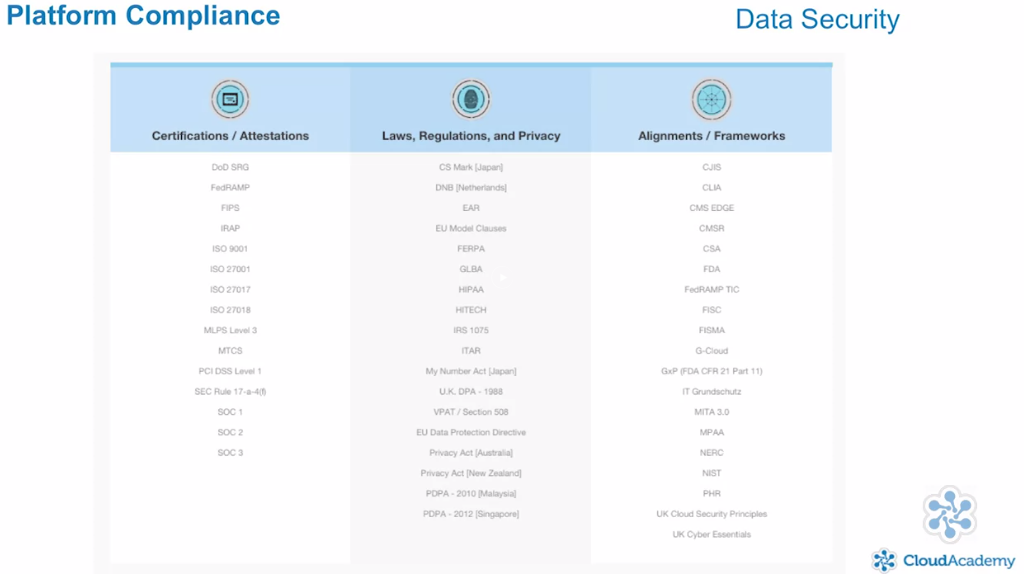 Platform Compliance
Data Security
Certifications / Attestations
DoD SRG
FedRAMP
FIPS
IRAP
ISO 9001
ISO 27001
ISO 27017
ISO 27018
MLPS Level 3
MTCS
PCI DSS Level 1
SEC Rule 17-a-4(f)
SOC 1
SOC 2
SOC 3
Laws, Regulations, and Privacy
CS Mark [Japan]
DNB [Netherlands]
EAR
EU Model Clauses
FERPA
GLBA
HIPAA
HITECH
IRS 1075
ITAR
My Number Act [Japan]
U.K. DPA - 1988
VPAT / Section 508
EU Data Protection Directive
Privacy Act [Australia]
Privacy Act [New Zealand]
PDPA - 2010 [Malaysia]
PDPA - 2012 [Singapore]
Alignments / Frameworks
CJIS
CLIA
CMS EDGE
CMSR
CSA
FDA
FedRAMP TIC
FISC
FISMA
G-Cloud
GxP (FDA CFR 21 Part 11)
IT Grundschutz
MITA 3.0
MPAA
NERC
NIST
PHR
UK Cloud Security Principles
UK Cyber Essentials
CloudAcademy